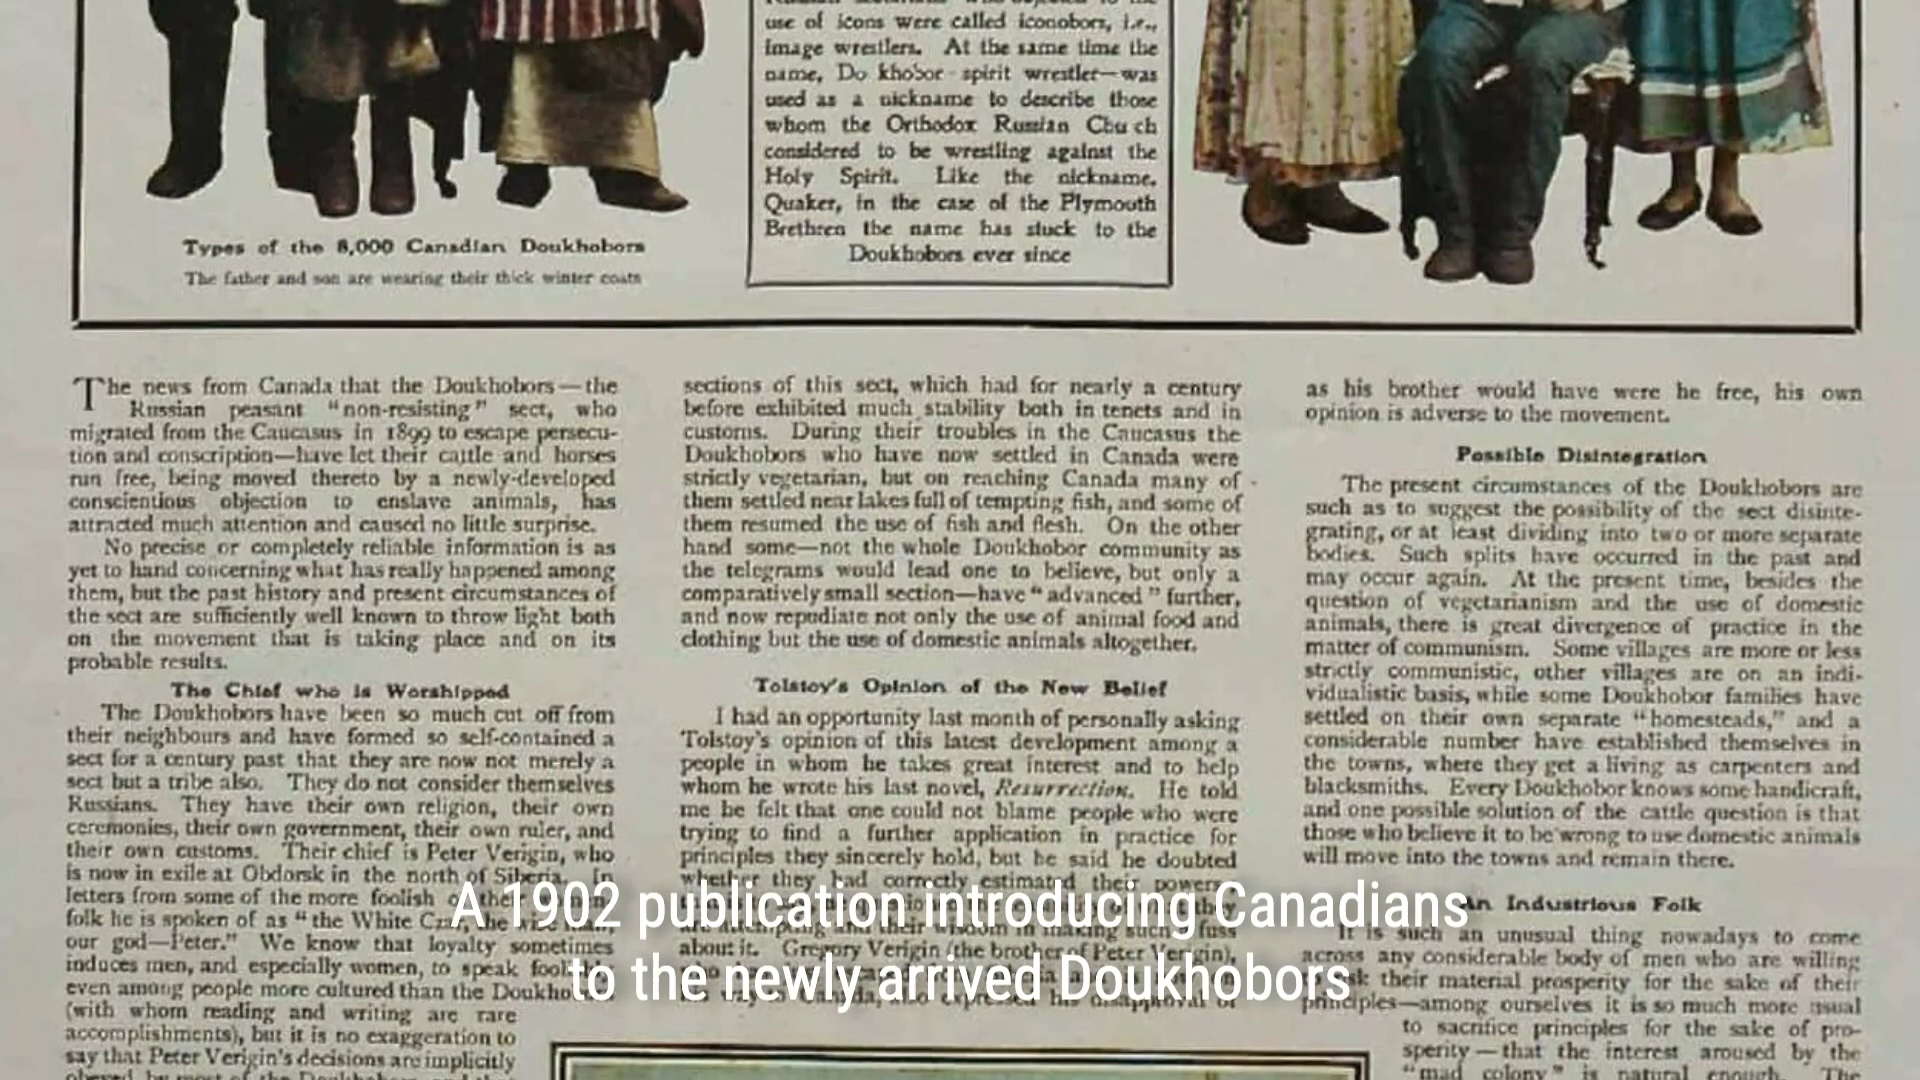 use of icons were called iconobors, i.e.,
image wrestlers. At the same time the
name, Do khobor - spirit wrestler—was
used as a nickname to describe those
whom the Orthodox Russian Chu ch
considered to be wrestling against the
Holy Spirit. Like the nickname,
Quaker, in the case of the Plymouth
Brethren the name has stuck to the
Doukhobors ever since
Types of the 8,000 Canadian Doukhobors
The father and son are wearing their thick winter coats
The news from Canada that the Doukhobors—the
Russian peasant "non-resisting" sect, who
migrated from the Caucasus in 1899 to escape persecu-
tion and conscription—have let their cattle and horses
run free, being moved thereto by a newly-developed
conscientious objection to enslave animals, has
attracted much attention and caused no little surprise.
No precise or completely reliable information is as
yet to hand concerning what has really happened among
them, but the past history and present circumstances of
the sect are sufficiently well known to throw light both
on the movement that is taking place and on its
probable results.
The Chief who is Worshipped
The Doukhobors have been so much cut off from
their neighbours and have formed so self-contained a
sect for a century past that they are now not merely a
sect but a tribe also. They do not consider themselves
Russians. They have their own religion, their own
ceremonies, their own government, their own ruler, and
their own customs. Their chief is Peter Verigin, who
is now in exile at Obdorsk in the north of Siberia. In
letters from some of the more foolish of their
folk he is spoken of as "the White Czar, the
our god—Peter." We know that loyalty sometimes
induces men, and especially women, to speak
even among people more cultured than the
(with whom reading and writing are rare
accomplishments), but it is no exaggeration to
say that Peter Verigin's decisions are implicitly
obeyed by most of the Doukhobors and that
sections of this sect, which had for nearly a century
before exhibited much stability both in tenets and in
customs. During their troubles in the Caucasus the
Doukhobors who have now settled in Canada were
strictly vegetarian, but on reaching Canada many of
them settled near lakes full of tempting fish, and some of
them resumed the use of fish and flesh. On the other
hand some—not the whole Doukhobor community as
the telegrams would lead one to believe, but only a
comparatively small section—have "advanced" further,
and now repudiate not only the use of animal food and
clothing but the use of domestic animals altogether.
Tolstoy's Opinion of the New Belief
I had an opportunity last month of personally asking
Tolstoy's opinion of this latest development among a
people in whom he takes great interest and to help
whom he wrote his last novel, Resurrection. He told
me he felt that one could not blame people who were
trying to find a further application in practice for
principles they sincerely hold, but he said he doubted
whether they had correctly estimated their powers
their wisdom in making such a fuss
about it. Gregory Verigin (the brother of Peter Verigin),
Canada, also expressed his disapproval of
as his brother would have were he free, his own
opinion is adverse to the movement.
Possible Disintegration
The present circumstances of the Doukhobors are
such as to suggest the possibility of the sect disinte-
grating, or at least dividing into two or more separate
bodies. Such splits have occurred in the past and
may occur again. At the present time, besides the
question of vegetarianism and the use of domestic
animals, there is great divergence of practice in the
matter of communism. Some villages are more or less
strictly communistic, other villages are on an indi-
vidualistic basis, while some Doukhobor families have
settled on their own separate "homesteads," and a
considerable number have established themselves in
the towns, where they get a living as carpenters and
blacksmiths. Every Doukhobor knows some handicraft,
and one possible solution of the cattle question is that
those who believe it to be wrong to use domestic animals
will move into the towns and remain there.
An Industrious Folk
It is such an unusual thing nowadays to come
across any considerable body of men who are willing
their material prosperity for the sake of their
principles—among ourselves it is so much more usual
to sacrifice principles for the sake of pro-
sperity—that the interest aroused by the
"mad colony" is natural enough. The
A 1902 publication introducing Canadians
to the newly arrived Doukhobors